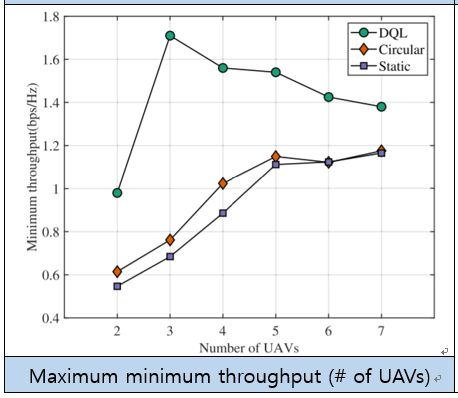 1.8
1.6
1.4
1.2
1
0.8
0.6
0.4
Minimum throughput(bps/Hz)
DQL
Circular
Static
2 3 4 5 6 7
Number of UAVs
Maximum minimum throughput (# of UAVs)